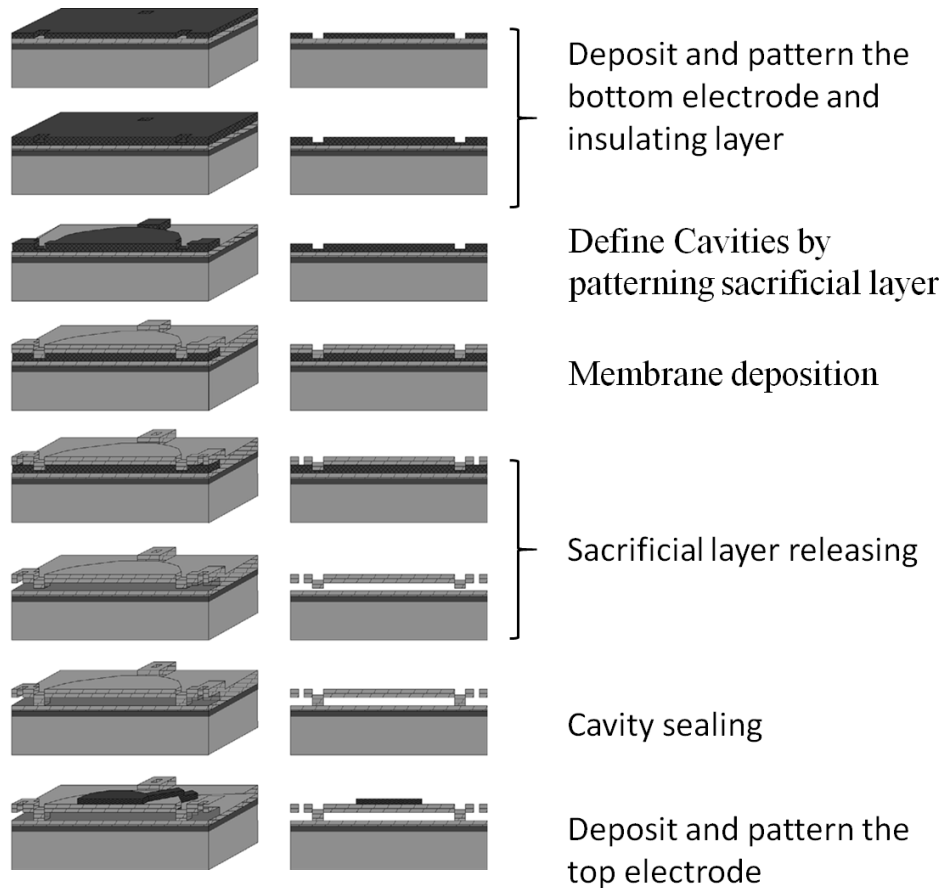 Deposit and pattern the
bottom electrode and
insulating layer
Define Cavities by
patterning sacrificial layer
Membrane deposition
Sacrificial layer releasing
Cavity sealing
Deposit and pattern the
top electrode